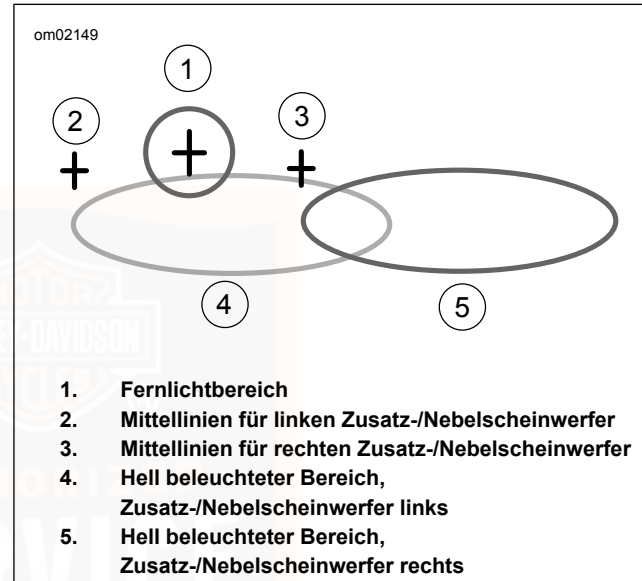 om02149
1
2
3
4
5
1. Fernlichtbereich
2. Mittellinien für linken Zusatz-/Nebelscheinwerfer
3. Mittellinien für rechten Zusatz-/Nebelscheinwerfer
4. Hell beleuchteter Bereich,
Zusatz-/Nebelscheinwerfer links
5. Hell beleuchteter Bereich,
Zusatz-/Nebelscheinwerfer rechts